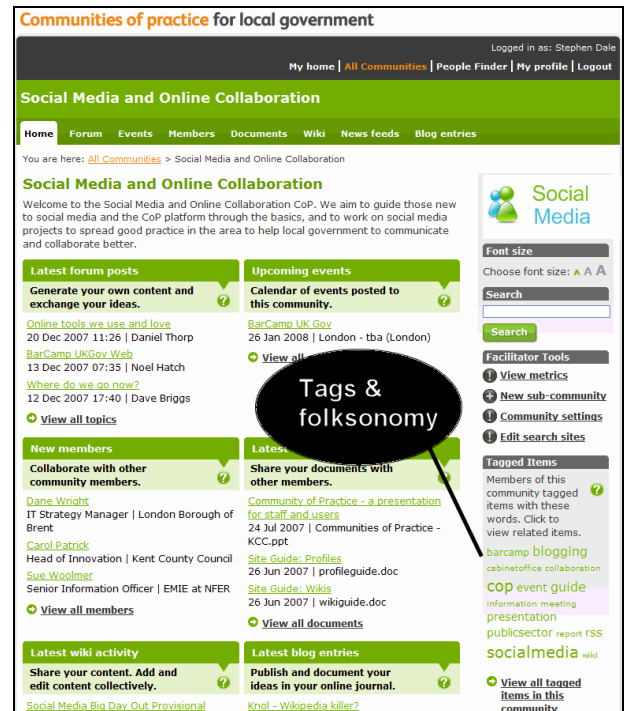 Communities of practice for local government
Logged in as: Stephen Dale
My home | All Communities | People Finder | My profile | Logout
Social Media and Online Collaboration
Home Forum Events Members Documents Wiki News feeds Blog entries
You are here: All Communities > Social Media and Online Collaboration
Social Media and Online Collaboration
Welcome to the Social Media and Online Collaboration CoP. We aim to guide those new
to social media and the CoP platform through the basics, and to work on social media
projects to spread good practice in the area to help local government to communicate
and collaborate better.
Latest forum posts
Generate your own content and
exchange your ideas.
Online tools we use and love
20 Dec 2007 11:26 | Daniel Thorp
BarCamp UKGov Web
13 Dec 2007 07:35 | Noel Hatch
Where do we go now?
12 Dec 2007 17:40 | Dave Briggs
View all topics
Upcoming events
Calendar of events posted to
this community.
BarCamp UK Gov
26 Jan 2008 | London - tba (London)
View all
Tags &
folksonomy
New members
Collaborate with other
community members.
Dane Wright
IT Strategy Manager | London Borough of
Brent
Carol Patrick
Head of Innovation | Kent County Council
Sue Woolmer
Senior Information Officer | EMIE at NFER
View all members
Latest
Share your documents with
other members.
Community of Practice - a presentation
for staff and users
24 Jul 2007 | Communities of Practice -
KCC.ppt
Site Guide: Profiles
26 Jun 2007 | profileguide.doc
Site Guide: Wikis
26 Jun 2007 | wikiguide.doc
View all documents
Latest wiki activity
Share your content. Add and
edit content collectively.
Social Media Big Day Out Provisional
Latest blog entries
Publish and document your
ideas in your online journal.
Knol - Wikipedia killer?
Social
Media
Font size
Choose font size: A A A
Search
Search
Facilitator Tools
View metrics
New sub-community
Community settings
Edit search sites
Tagged Items
Members of this
community tagged
items with these
words. Click to
view related items.
barcamp blogging
cabinetoffice collaboration
cop event guide
information meeting
presentation
publicsector report rss
socialmedia wiki
View all tagged
items in this
community